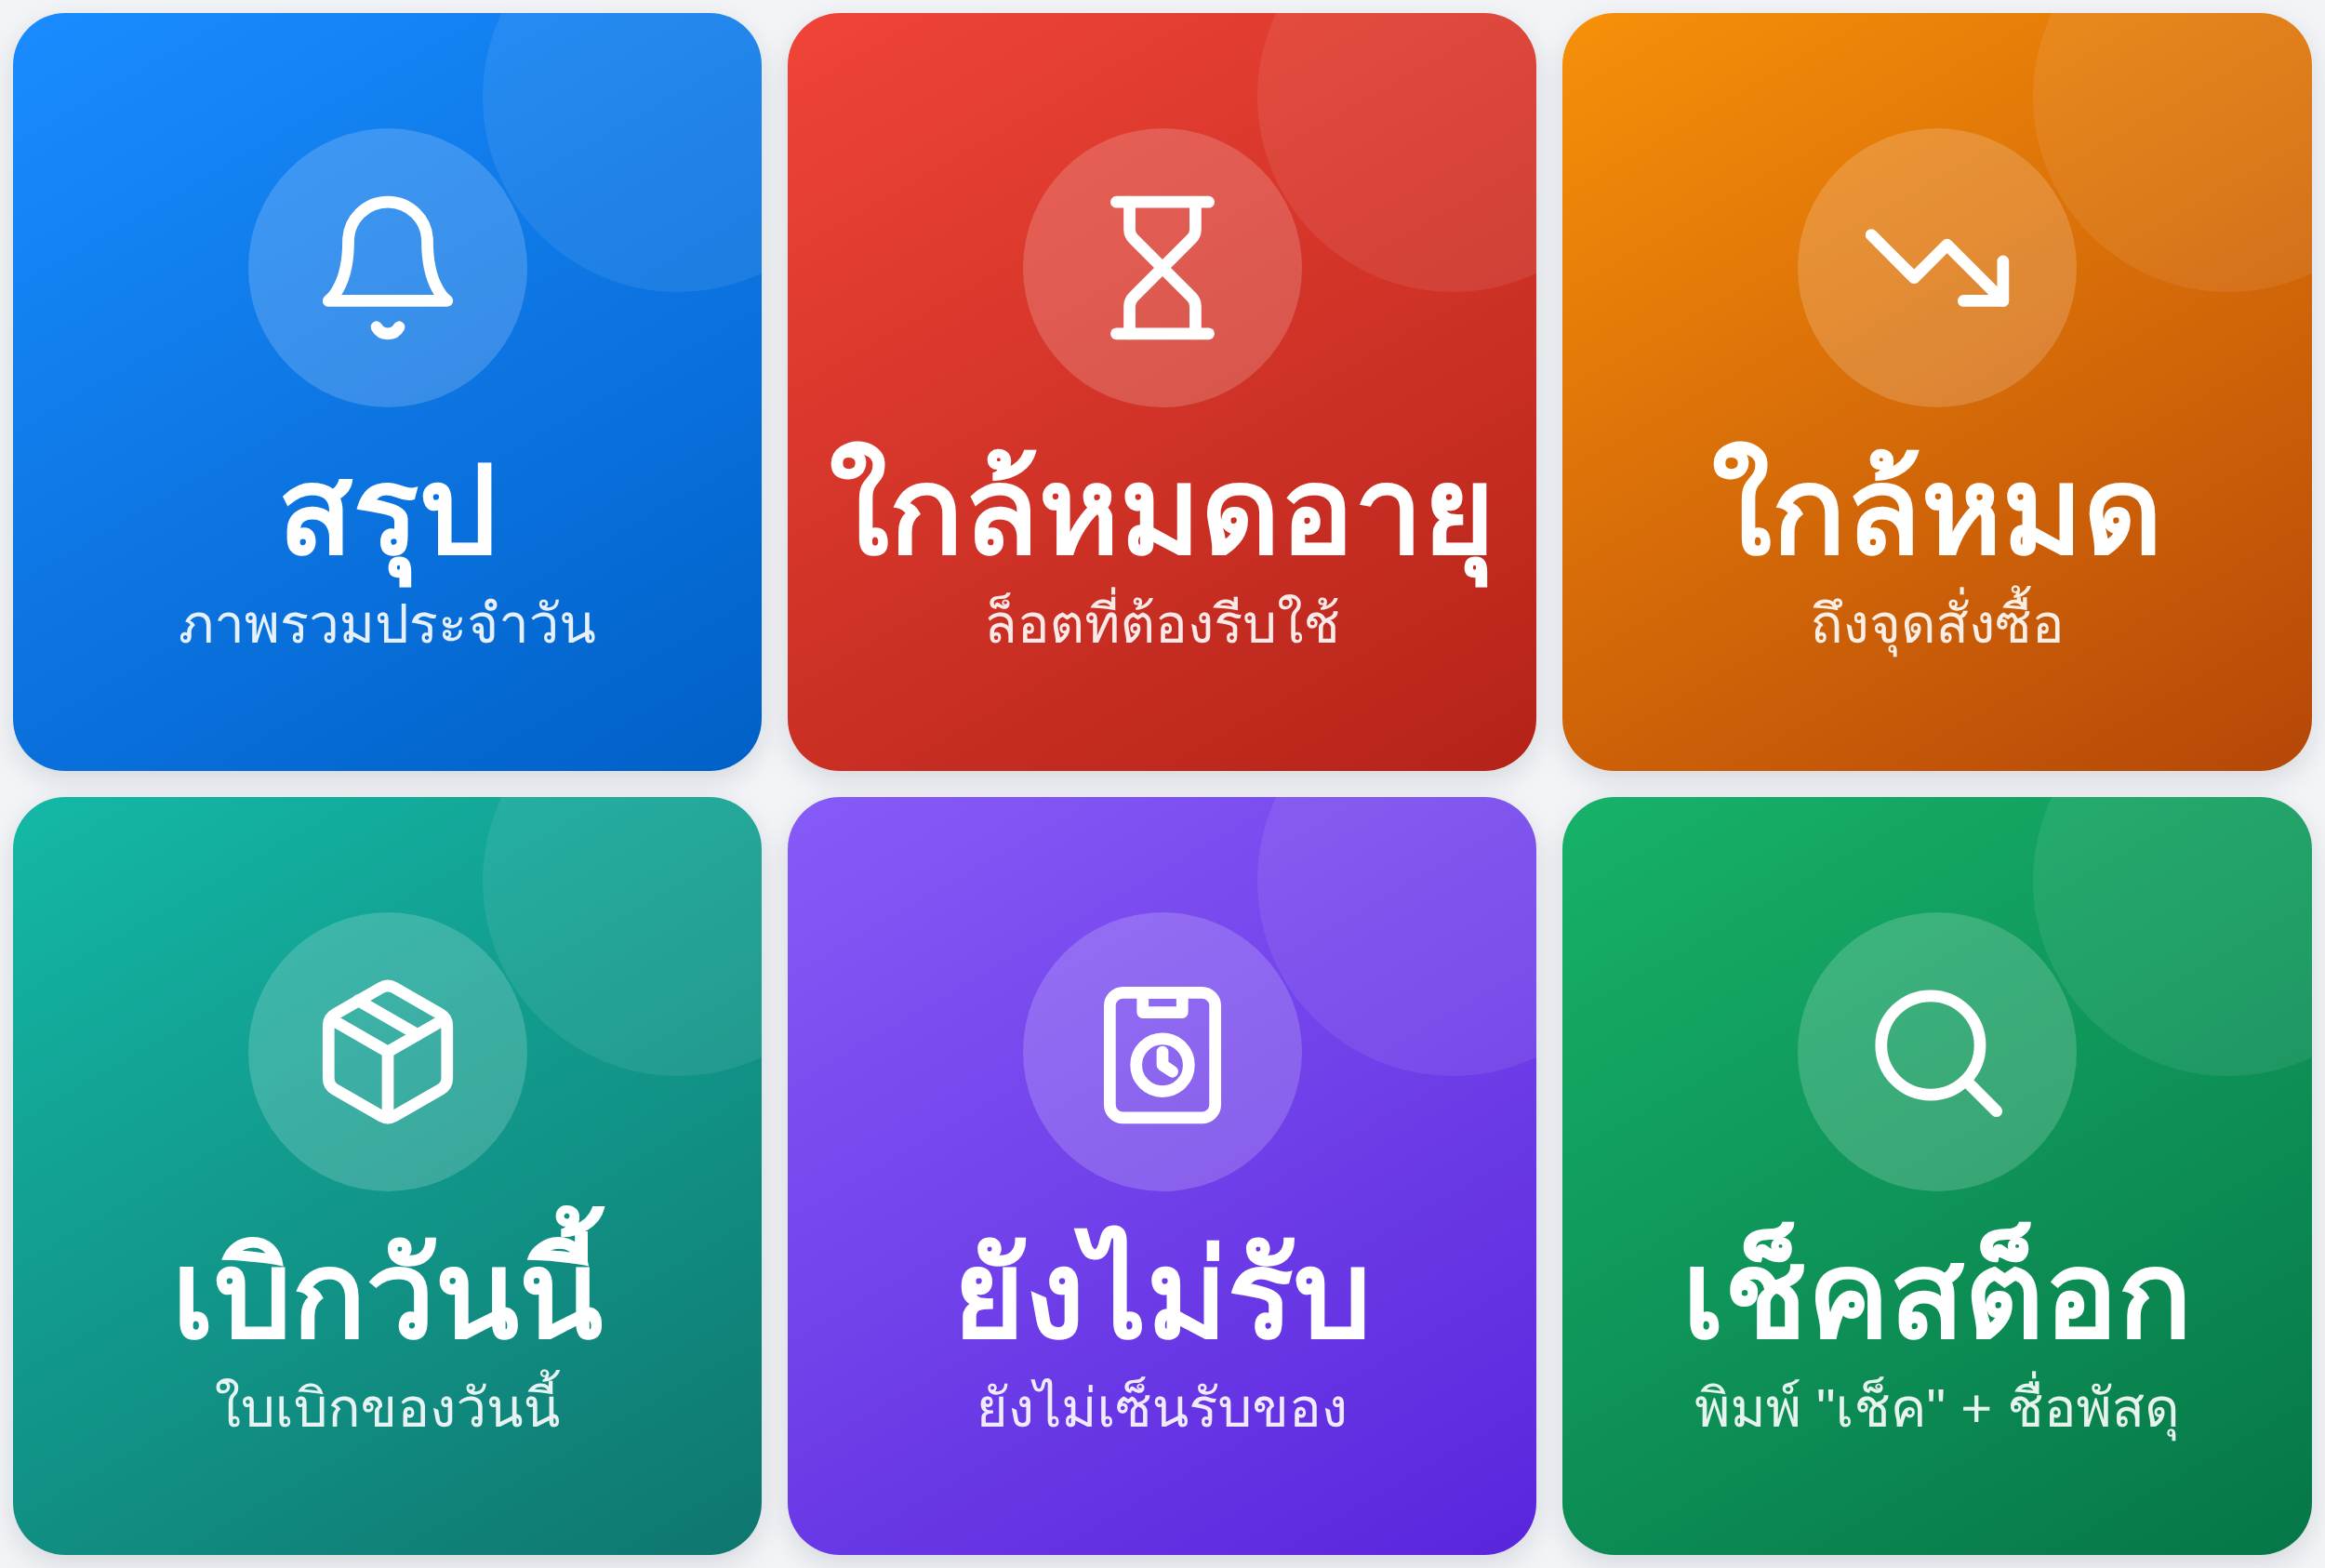 สรุป
ภาพรวมประจำวัน
ใกล้หมดอายุ
ล็อตที่ต้องรีบใช้
ใกล้หมด
ถึงจุดสั่งซื้อ
เบิกวันนี้
ใบเบิกของวันนี้
ยังไม่รับ
ยังไม่เซ็นรับของ
เช็คสต็อก
พิมพ์ "เช็ค" + ชื่อพัสดุ